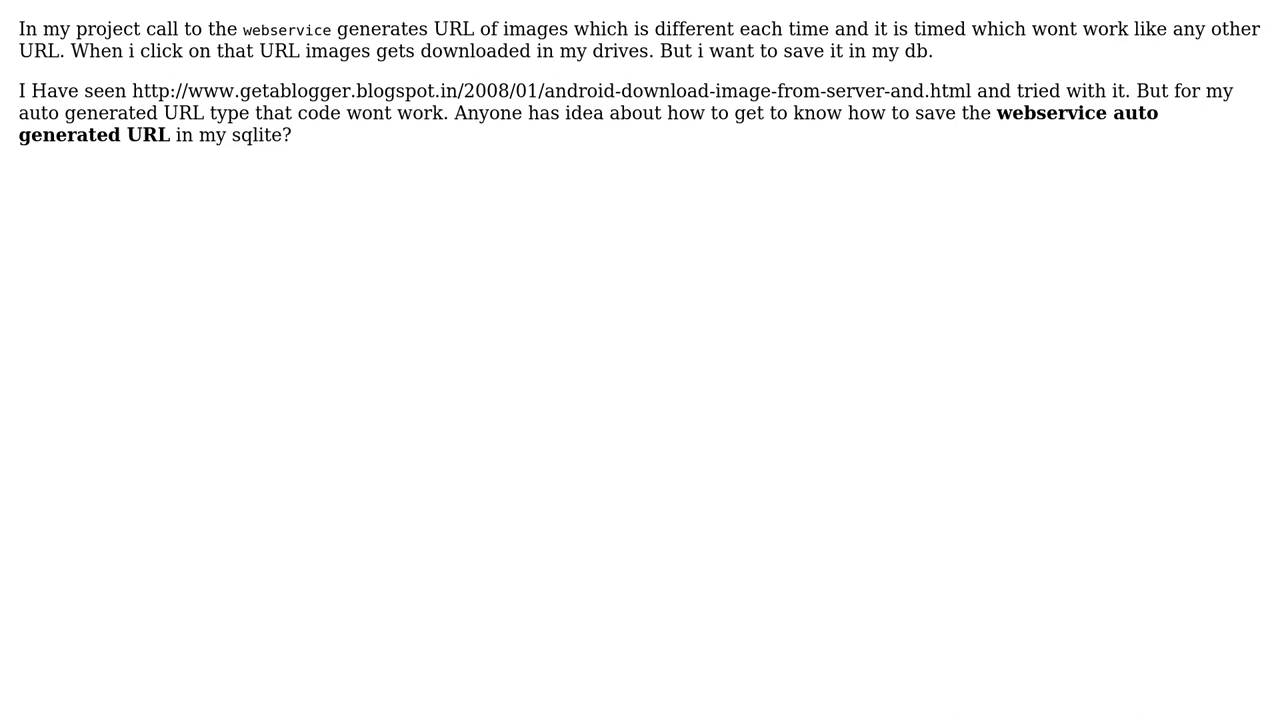 In my project call to the webservice generates URL of images which is different each time and it is timed which wont work like any other
URL. When i click on that URL images gets downloaded in my drives. But i want to save it in my db.
I Have seen http://www.getablogger.blogspot.in/2008/01/android-download-image-from-server-and.html and tried with it. But for my
auto generated URL type that code wont work. Anyone has idea about how to get to know how to save the webservice auto
generated URL in my sqlite?